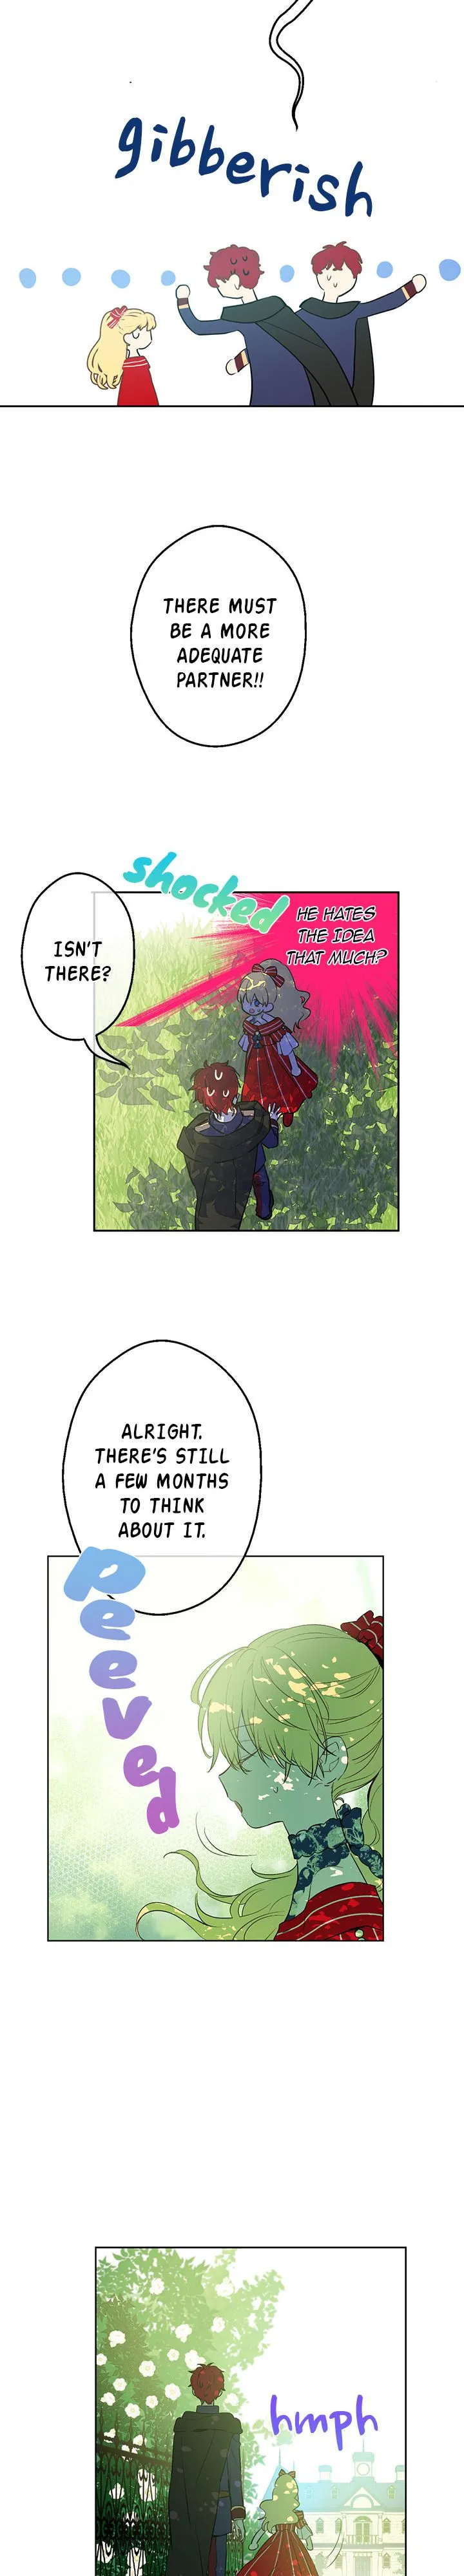 gibberish
THERE MUST
BE A MORE
ADEQUATE
PARTNER!!
shocked
HE HATES
THE IDEA
THAT MUCH?
ISN'T
THERE?
ALRIGHT.
THERE'S STILL
A FEW MONTHS
TO THINK
ABOUT IT.
Peeved
hmph